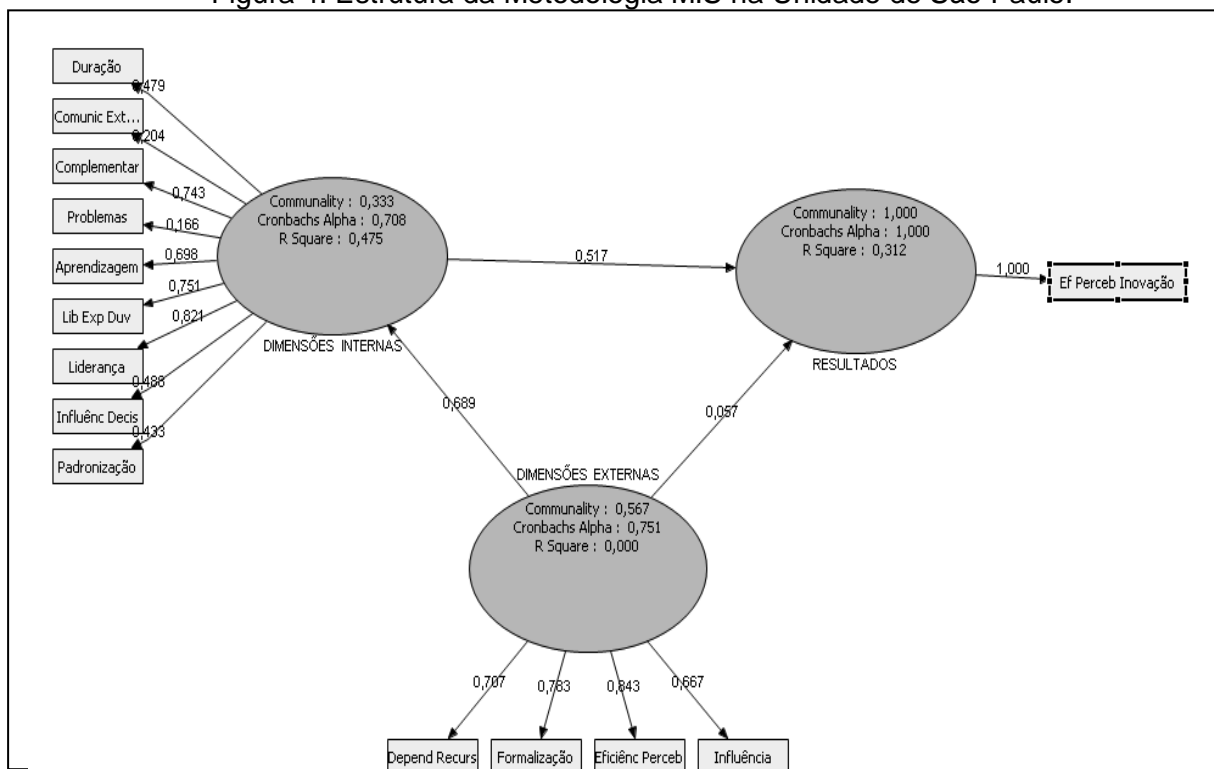 Figura 4: Estrutura da Metodologia MIS na Unidade de São Paulo.
Duração
0,479
Comunic Ext...
0,204
Complementar
0,743
Problemas
0,166
Aprendizagem
0,698
Lib Exp Duv
0,751
Liderança
0,821
Influênc Decis
0,488
Padronização
0,433
Communality : 0,333
Cronbachs Alpha : 0,708
R Square : 0,475
DIMENSÕES INTERNAS
0,517
Communality : 1,000
Cronbachs Alpha : 1,000
R Square : 0,312
RESULTADOS
1,000
Ef Perceb Inovação
0,689
0,057
DIMENSÕES EXTERNAS
Communality : 0,567
Cronbachs Alpha : 0,751
R Square : 0,000
0,707
0,783
0,843
0,667
Depend Recurs
Formalização
Eficiênc Perceb
Influência